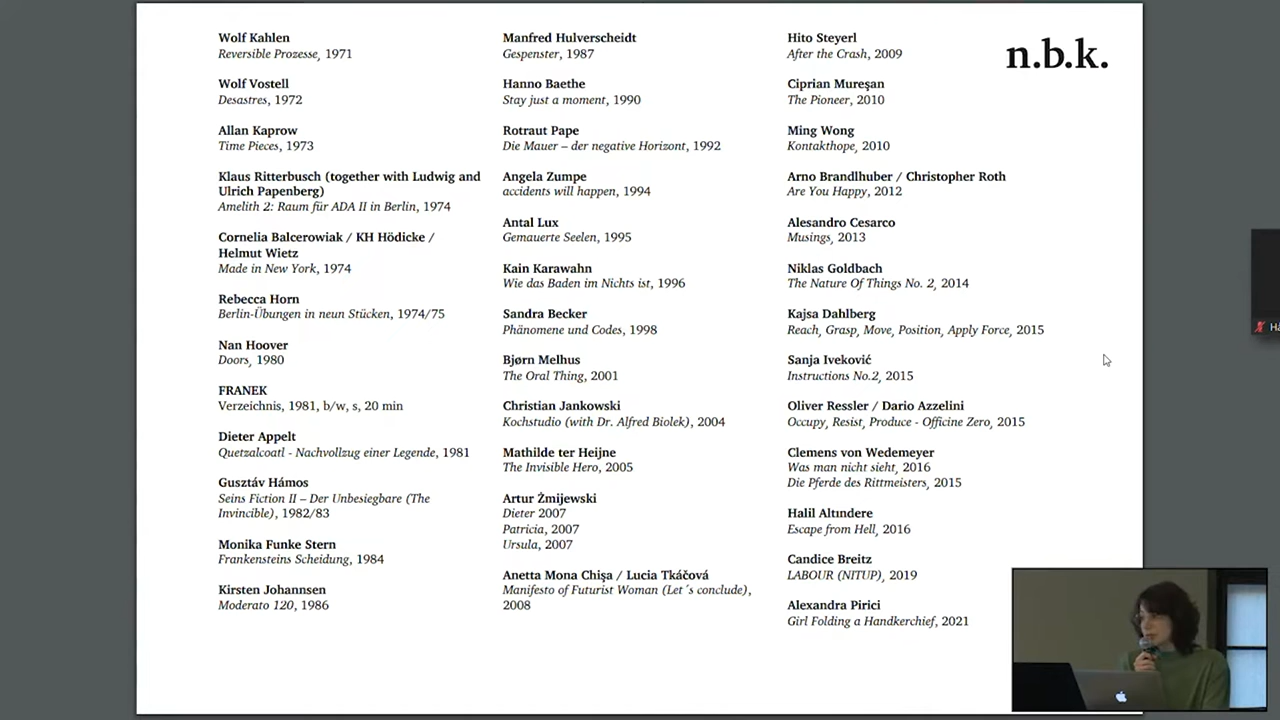 Wolf Kahlen
Reversible Prozesse, 1971
Wolf Vostell
Desastres, 1972
Allan Kaprow
Time Pieces, 1973
Klaus Ritterbusch (together with Ludwig and
Ulrich Papenberg)
Amelith 2: Raum für ADA II in Berlin, 1974
Cornelia Balcerowiak / KH Hödicke /
Helmut Wietz
Made in New York, 1974
Rebecca Horn
Berlin-Übungen in neun Stücken, 1974/75
Nan Hoover
Doors, 1980
FRANEK
Verzeichnis, 1981, b/w, s, 20 min
Dieter Appelt
Quetzalcoatl - Nachvollzug einer Legende, 1981
Gusztáv Hámos
Seins Fiction II – Der Unbesiegbare (The
Invincible), 1982/83
Monika Funke Stern
Frankensteins Scheidung, 1984
Kirsten Johannsen
Moderato 120, 1986
Manfred Hulverscheidt
Gespenster, 1987
Hanno Baethe
Stay just a moment, 1990
Rotraut Pape
Die Mauer – der negative Horizont, 1992
Angela Zumpe
accidents will happen, 1994
Antal Lux
Gemauerte Seelen, 1995
Kain Karawahn
Wie das Baden im Nichts ist, 1996
Sandra Becker
Phänomene und Codes, 1998
Bjørn Melhus
The Oral Thing, 2001
Christian Jankowski
Kochstudio (with Dr. Alfred Biolek), 2004
Mathilde ter Heijne
The Invisible Hero, 2005
Artur Żmijewski
Dieter 2007
Patricia, 2007
Ursula, 2007
Anetta Mona Chişa / Lucia Tkáčová
Manifesto of Futurist Woman (Let´s conclude),
2008
Hito Steyerl
After the Crash, 2009
Ciprian Mureşan
The Pioneer, 2010
Ming Wong
Kontakthope, 2010
Arno Brandlhuber / Christopher Roth
Are You Happy, 2012
Alesandro Cesarco
Musings, 2013
Niklas Goldbach
The Nature Of Things No. 2, 2014
Kajsa Dahlberg
Reach, Grasp, Move, Position, Apply Force, 2015
Sanja Iveković
Instructions No.2, 2015
Oliver Ressler / Dario Azzelini
Occupy, Resist, Produce - Officine Zero, 2015
Clemens von Wedemeyer
Was man nicht sieht, 2016
Die Pferde des Rittmeisters, 2015
Halil Altındere
Escape from Hell, 2016
Candice Breitz
LABOUR (NITUP), 2019
Alexandra Pirici
Girl Folding a Handkerchief, 2021
n.b.k.